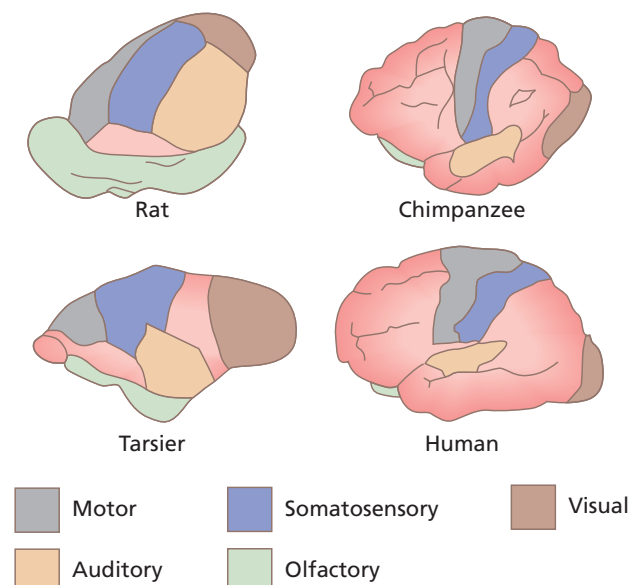 Rat
Chimpanzee
Tarsier
Human
Motor
Somatosensory
Visual
Auditory
Olfactory